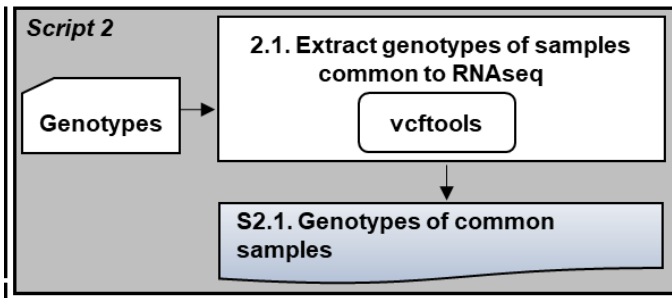 Script 2
2.1. Extract genotypes of samples
common to RNAseq
Genotypes
vcftools
S2.1. Genotypes of common
samples